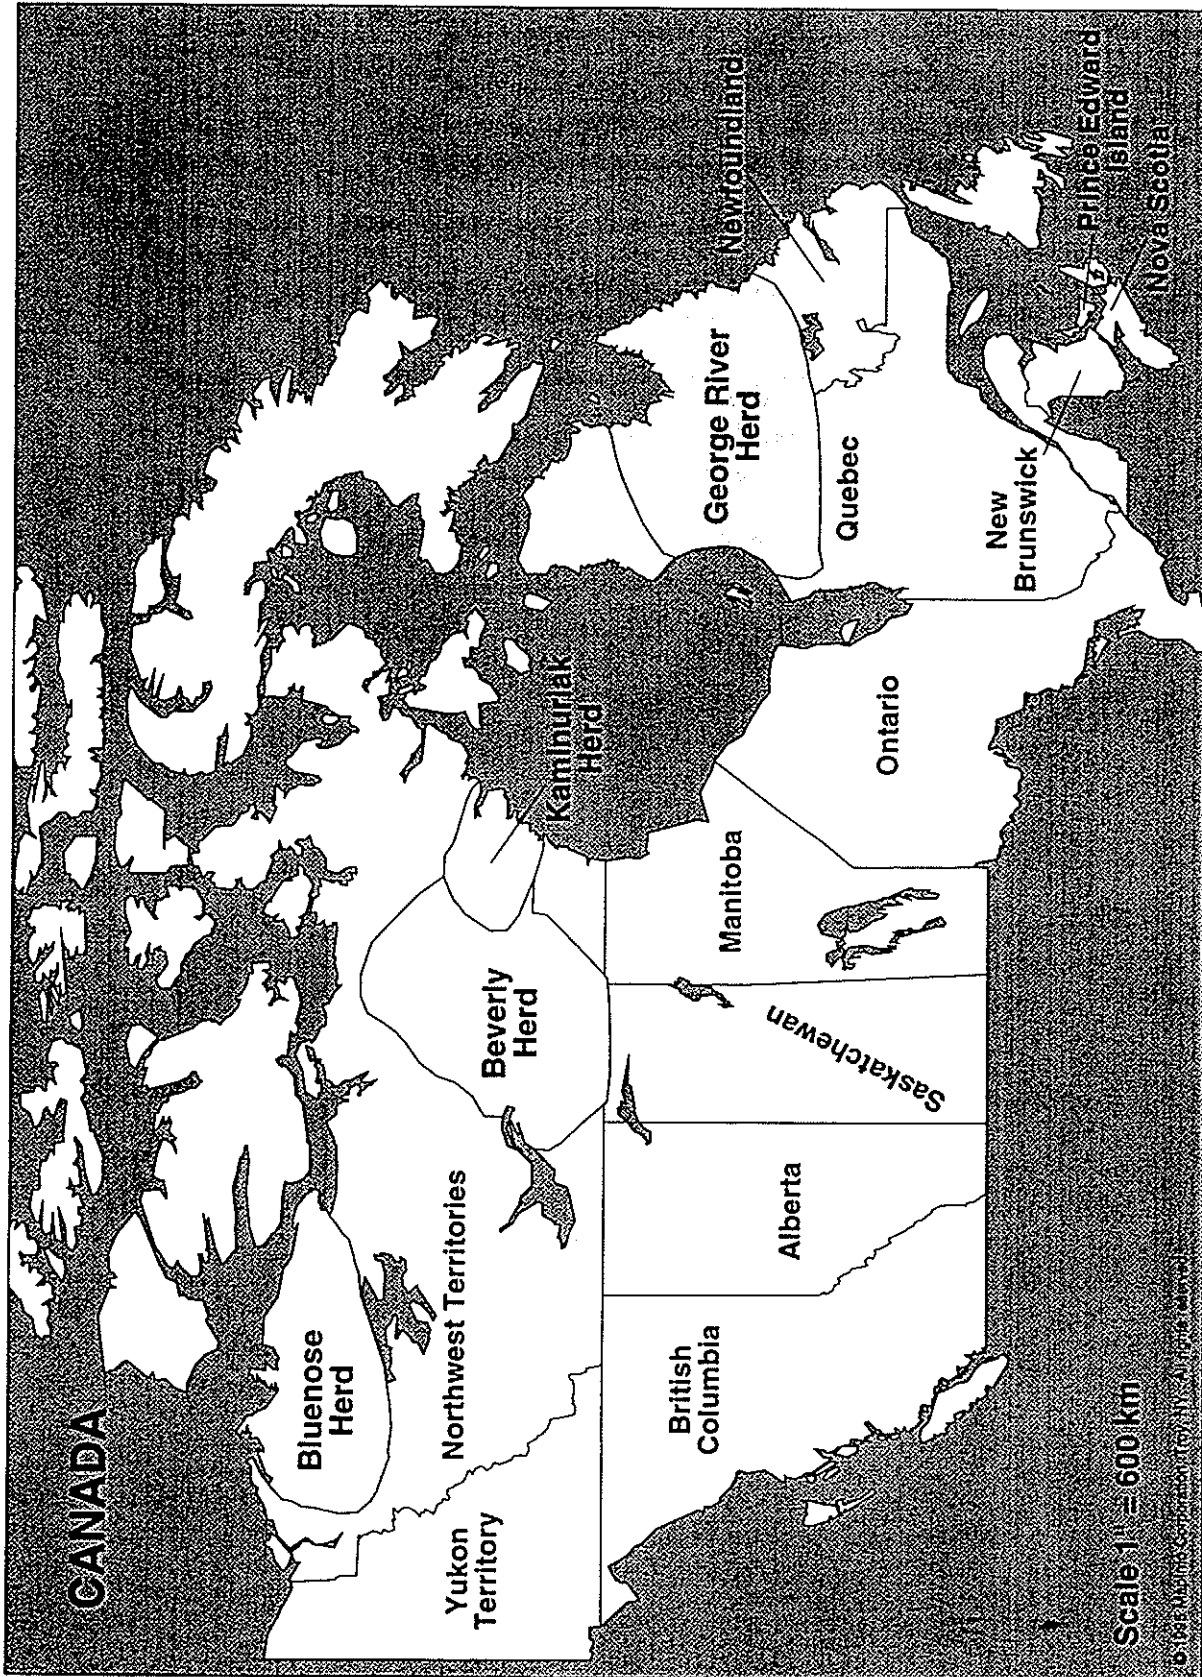 CANADA
Bluenose
Herd
Yukon
Territory
Northwest Territories
Beverly
Herd
Kaminurlak
Herd
George River
Herd
Newfoundland
British
Columbia
Alberta
Saskatchewan
Manitoba
Ontario
Quebec
New
Brunswick
Prince Edward
Island
Nova Scotia
Scale 1" = 600 km